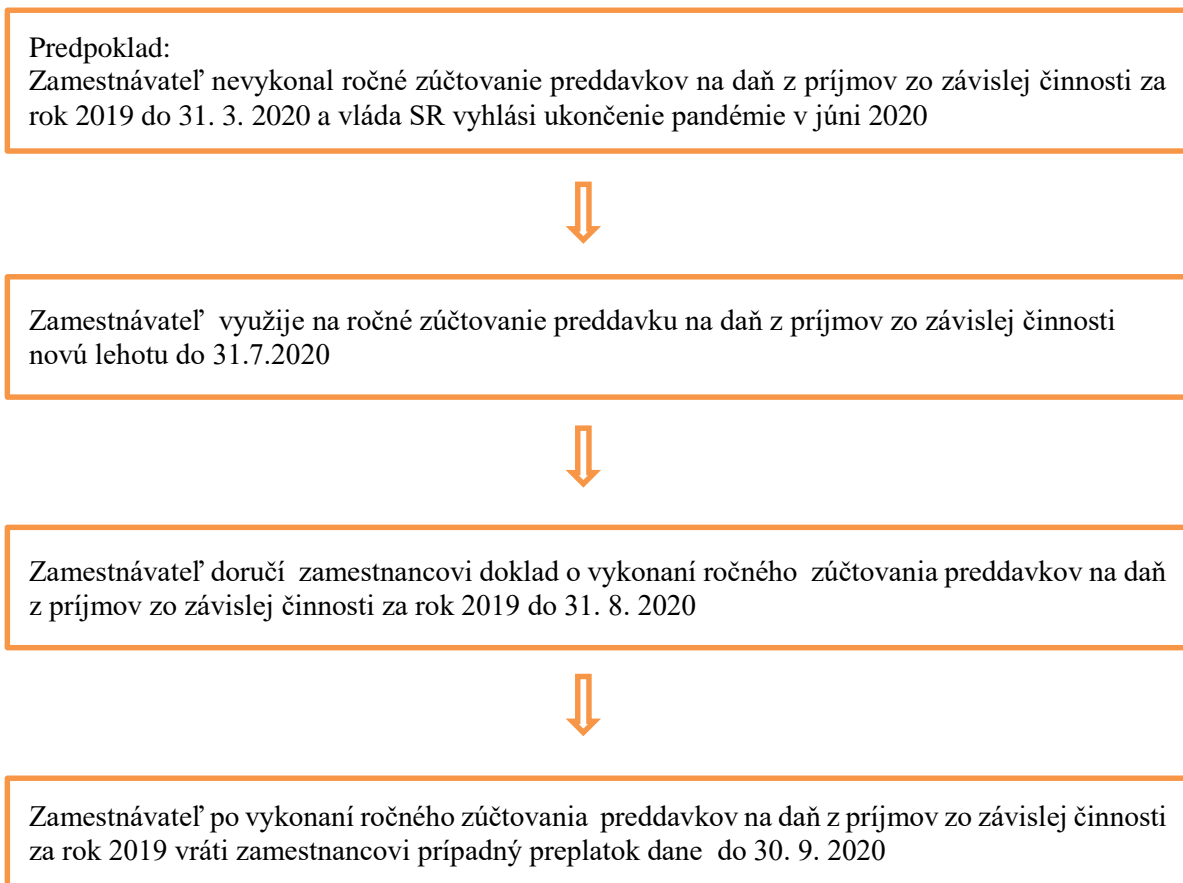 Predpoklad:
Zamestnávateľ nevykonal ročné zúčtovanie preddavkov na daň z príjmov zo závislej činnosti za
rok 2019 do 31. 3. 2020 a vláda SR vyhlási ukončenie pandémie v júni 2020
Zamestnávateľ využije na ročné zúčtovanie preddavku na daň z príjmov zo závislej činnosti
novú lehotu do 31.7.2020
Zamestnávateľ doručí zamestnancovi doklad o vykonaní ročného zúčtovania preddavkov na daň
z príjmov zo závislej činnosti za rok 2019 do 31. 8. 2020
Zamestnávateľ po vykonaní ročného zúčtovania preddavkov na daň z príjmov zo závislej činnosti
za rok 2019 vráti zamestnancovi prípadný preplatok dane do 30. 9. 2020